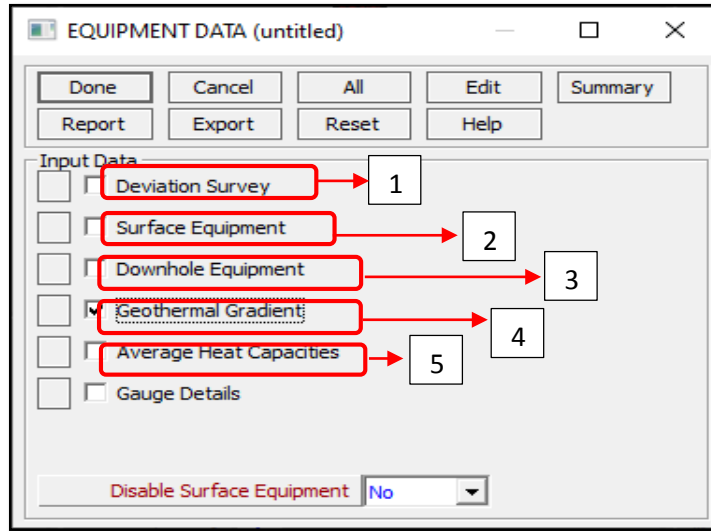 EQUIPMENT DATA (untitled)
Done Cancel All Edit Summary
Report Export Reset Help
Input Data
Deviation Survey 1
Surface Equipment 2
Downhole Equipment 3
Geothermal Gradient 4
Average Heat Capacities 5
Gauge Details
Disable Surface Equipment No